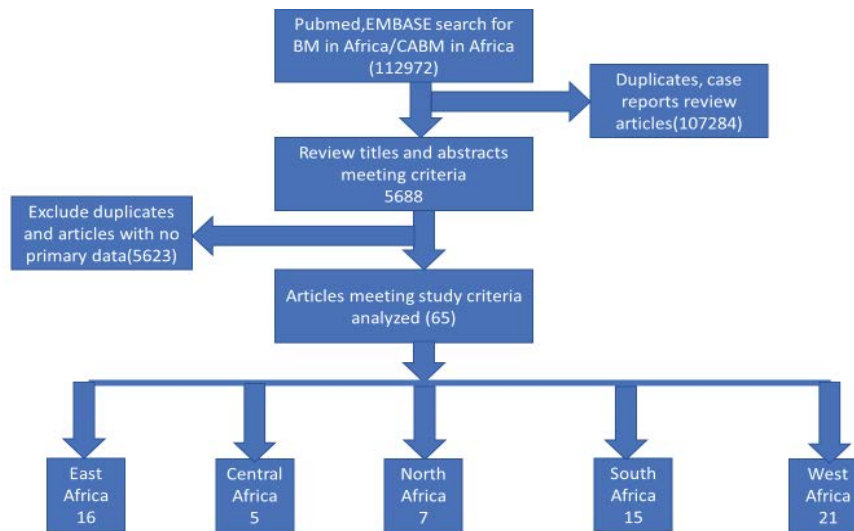 Pubmed,EMBASE search for
BM in Africa/CABM in Africa
(112972)
Duplicates, case
reports review
articles(107284)
Review titles and abstracts
meeting criteria
5688
Exclude duplicates
and articles with no
primary data(5623)
Articles meeting study criteria
analyzed (65)
East
Africa
16
Central
Africa
5
North
Africa
7
South
Africa
15
West
Africa
21